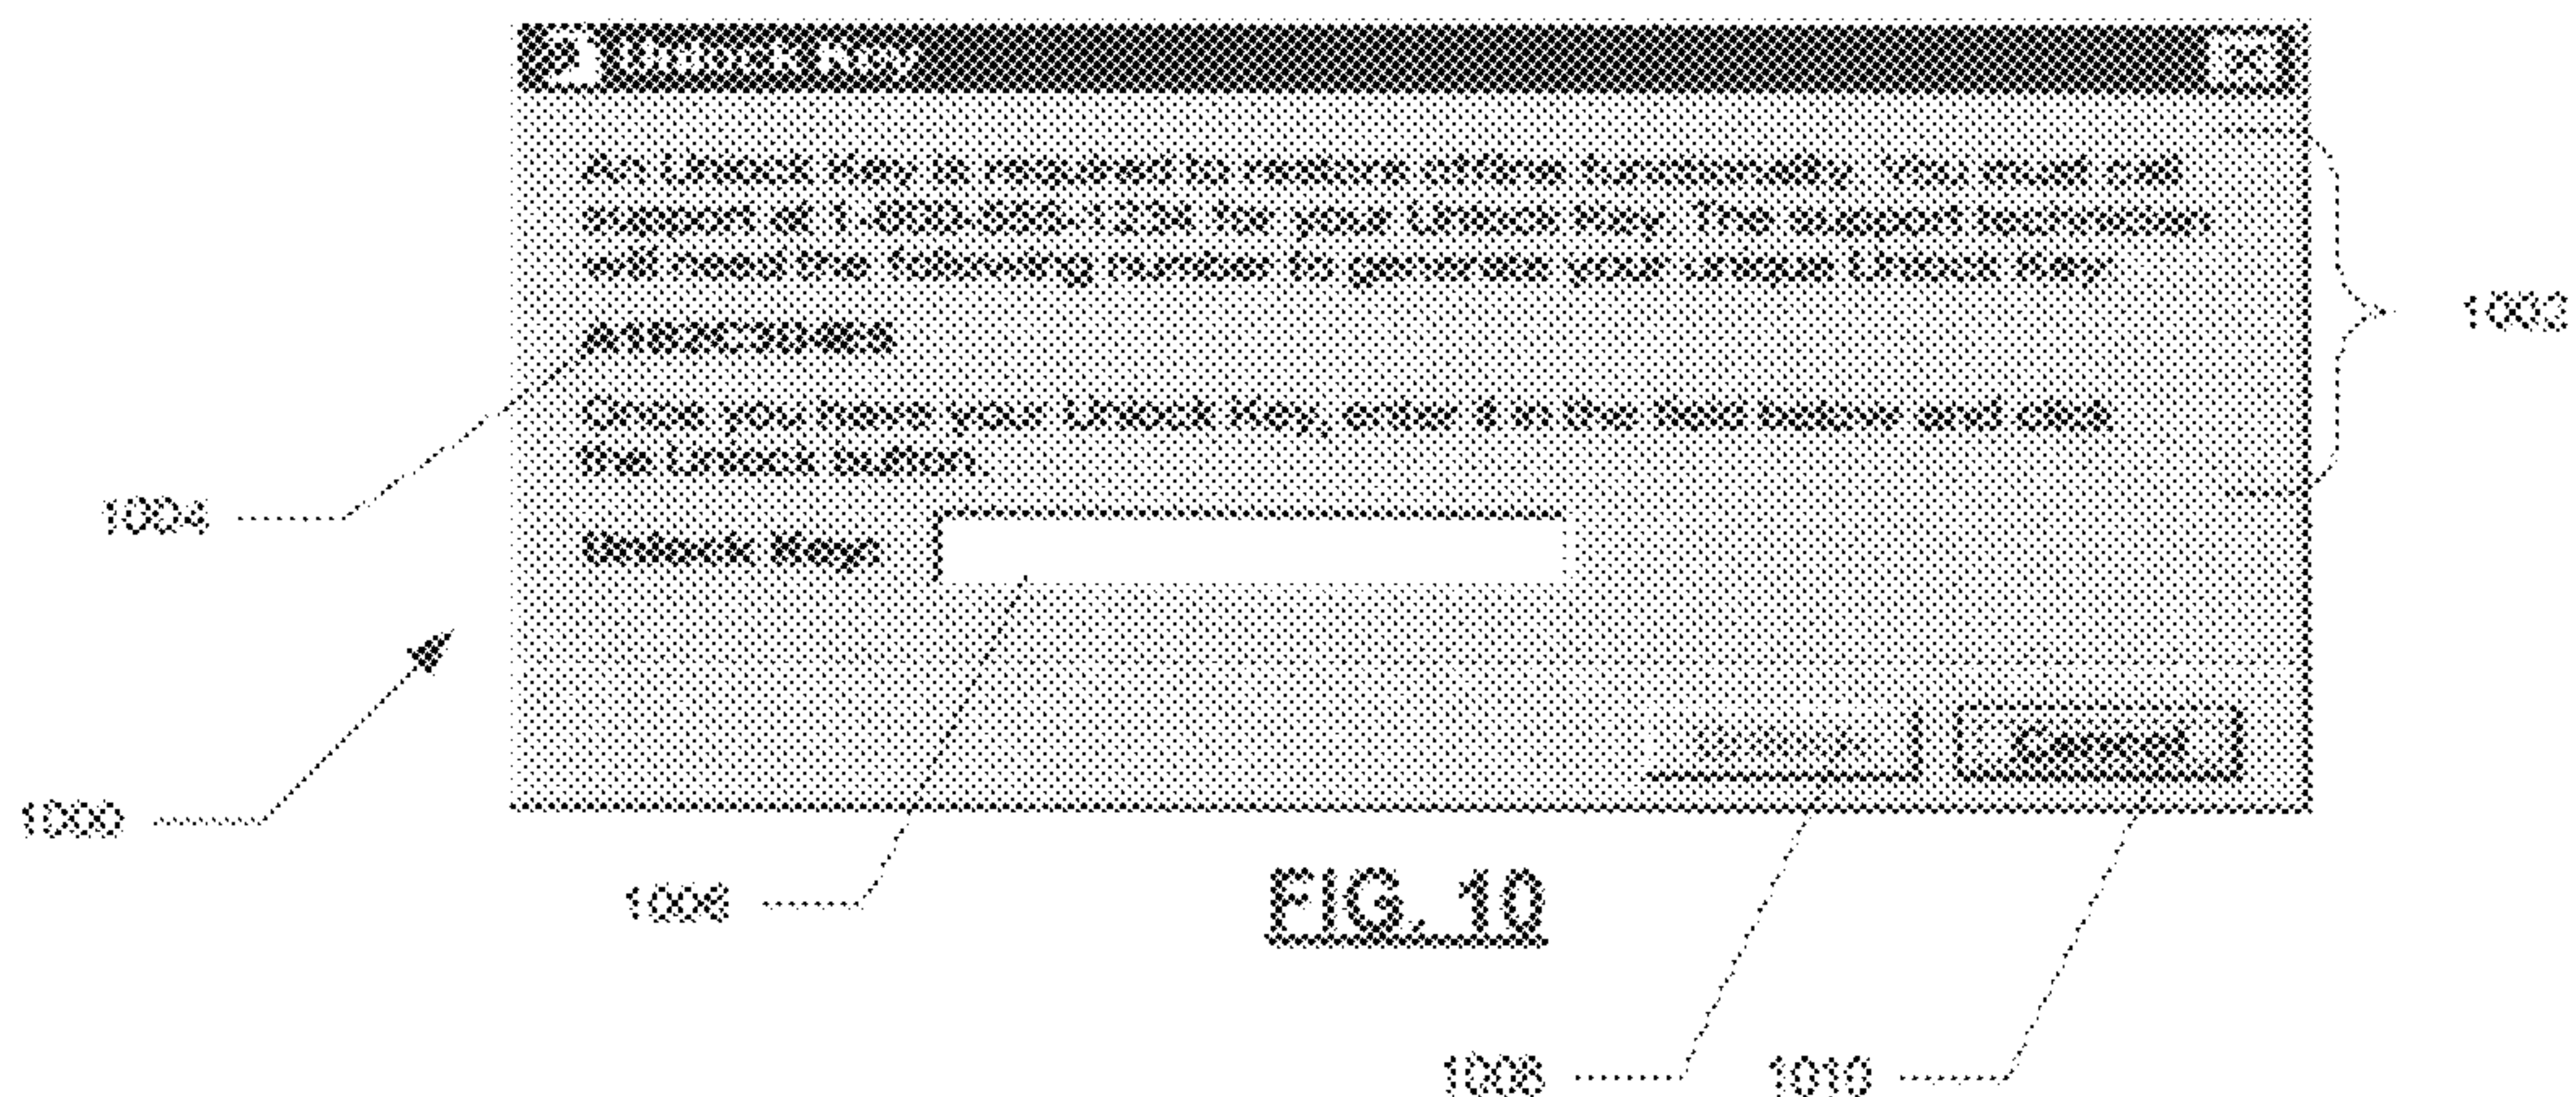 Unlock Key
An Unlock Key is required to restore offline functionality. You must call
support at 1-800-555-1234 for your Unlock Key. The support technician
will need the following number to generate your unique Unlock Key.
1002
A1B2C3D4E5
Once you have your Unlock Key, enter it in the field below and click
the Unlock button.
1004
Unlock Key:
Unlock Cancel
1000
1006
FIG. 10
1008 1010